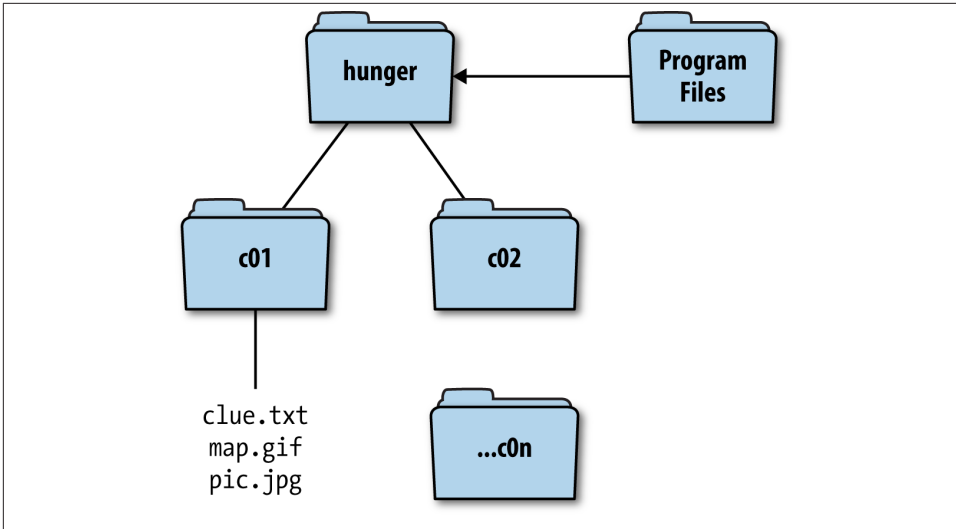 hunger
Program
Files
c01
c02
clue.txt
map.gif
pic.jpg
...c0n